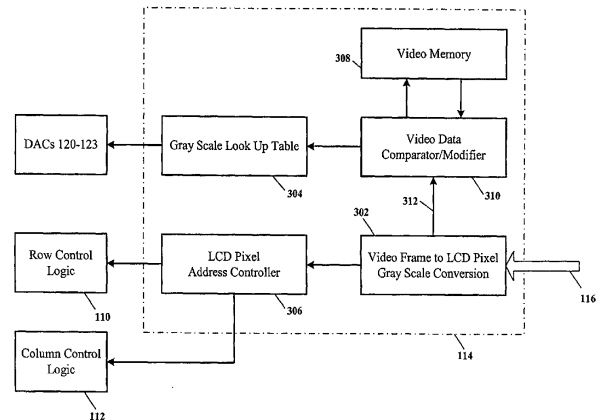 Video Memory
308
DACs 120-123
Gray Scale Look Up Table
304
Video Data
Comparator/Modifier
310
312
302
Row Control
Logic
110
LCD Pixel
Address Controller
306
Video Frame to LCD Pixel
Gray Scale Conversion
116
114
Column Control
Logic
112